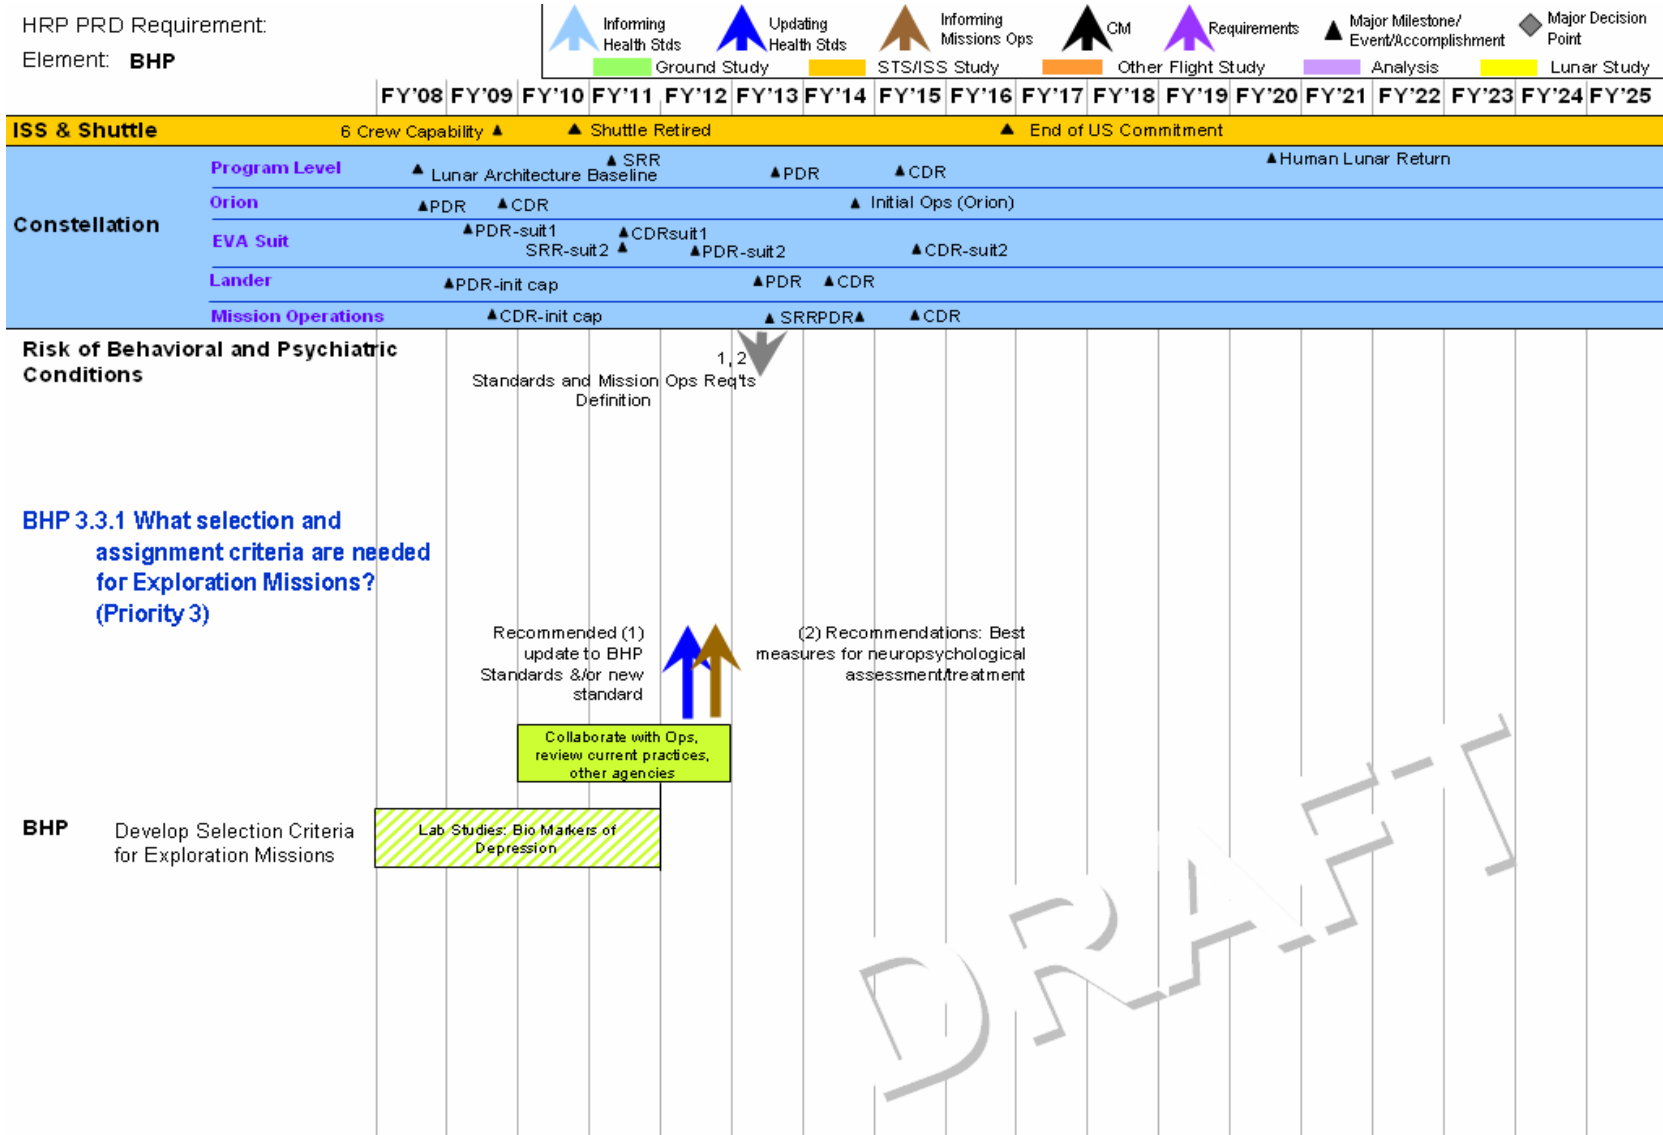 HRP PRD Requirement:
Element: BHP
Informing
Health Stds
Updating
Health Stds
Informing
Missions Ops
CM
Requirements
Major Milestone/
Event/Accomplishment
Major Decision
Point
Ground Study
STS/ISS Study
Other Flight Study
Analysis
Lunar Study
FY'08 FY'09 FY'10 FY'11 FY'12 FY'13 FY'14 FY'15 FY'16 FY'17 FY'18 FY'19 FY'20 FY'21 FY'22 FY'23 FY'24 FY'25
ISS & Shuttle
6 Crew Capability
Shuttle Retired
End of US Commitment
Constellation
Program Level
Lunar Architecture Baseline
SRR
PDR
CDR
Human Lunar Return
Orion
PDR
CDR
Initial Ops (Orion)
EVA Suit
PDR-suit1
SRR-suit2
CDRsuit1
PDR-suit2
CDR-suit2
Lander
PDR-init cap
PDR
CDR
Mission Operations
CDR-init cap
SRRPDR
CDR
Risk of Behavioral and Psychiatric
Conditions
1, 2
Standards and Mission Ops Req'ts
Definition
BHP 3.3.1 What selection and
assignment criteria are needed
for Exploration Missions?
(Priority 3)
Recommended (1)
update to BHP
Standards &/or new
standard
(2) Recommendations: Best
measures for neuropsychological
assessment/treatment
Collaborate with Ops,
review current practices,
other agencies
BHP
Develop Selection Criteria
for Exploration Missions
Lab Studies: Bio Markers of
Depression
DRAFT